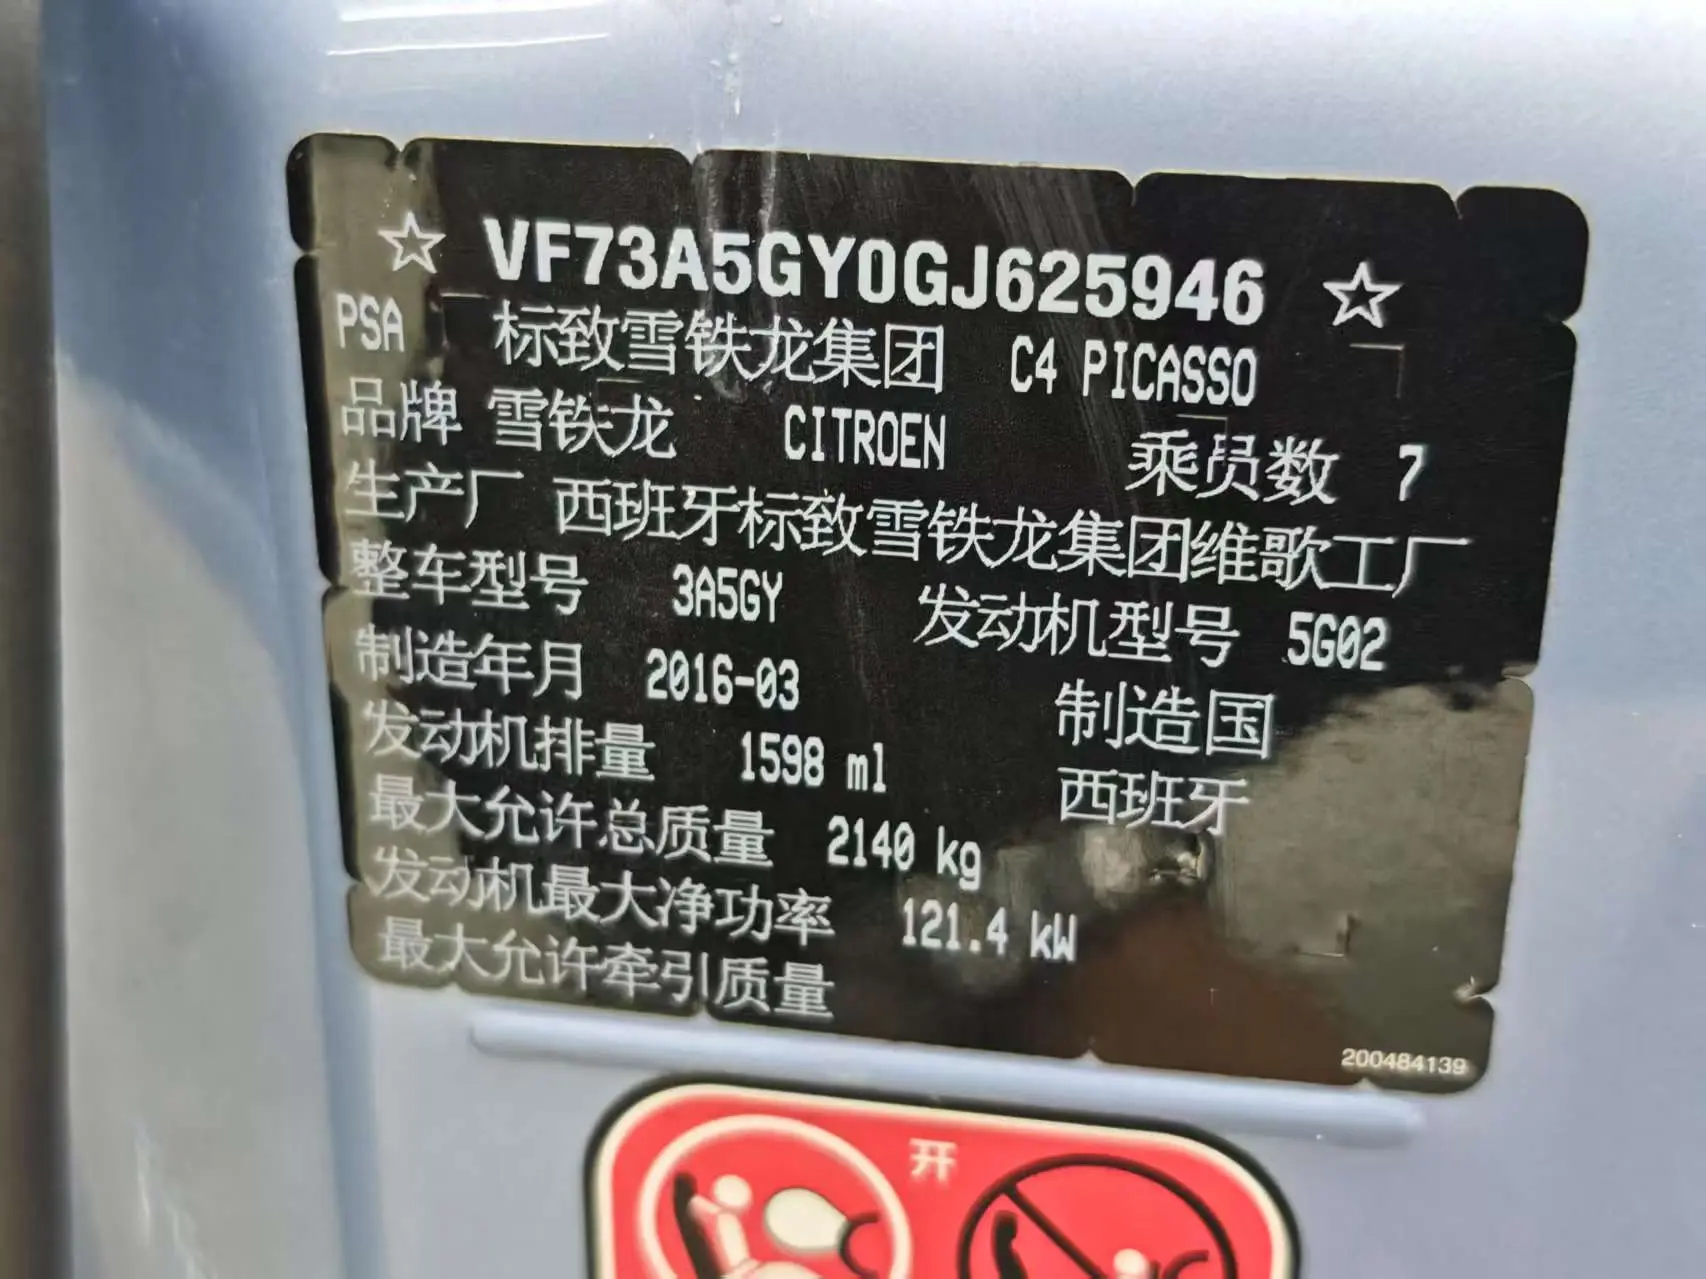 ☆ VF73A5GY0GJ625946 ☆
PSA 标致雪铁龙集团 C4 PICASSO
品牌 雪铁龙 CITROEN 乘员数 7
生产厂 西班牙标致雪铁龙集团维歌工厂
整车型号 3A5GY 发动机型号 5G02
制造年月 2016-03 制造国
发动机排量 1598 ml 西班牙
最大允许总质量 2140 kg
发动机最大净功率 121.4 kW
最大允许牵引质量
200484139
开